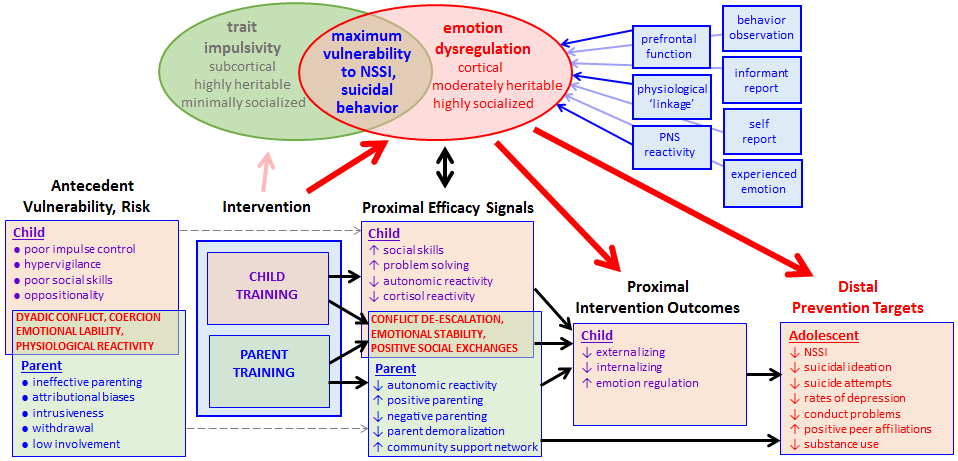 trait
impulsivity
subcortical
highly heritable
minimally socialized
maximum
vulnerability
to NSSI,
suicidal
behavior
emotion
dysregulation
cortical
moderately heritable
highly socialized
prefrontal
function
physiological
‘linkage’
PNS
reactivity
behavior
observation
informant
report
self
report
experienced
emotion
Antecedent
Vulnerability, Risk
Child
● poor impulse control
● hypervigilance
● poor social skills
● oppositionality
DYADIC CONFLICT, COERCION
EMOTIONAL LABILITY,
PHYSIOLOGICAL REACTIVITY
Parent
● ineffective parenting
● attributional biases
● intrusiveness
● withdrawal
● low involvement
Intervention
CHILD
TRAINING
PARENT
TRAINING
Proximal Efficacy Signals
Child
↑ social skills
↑ problem solving
↓ autonomic reactivity
↓ cortisol reactivity
CONFLICT DE-ESCALATION,
EMOTIONAL STABILITY,
POSITIVE SOCIAL EXCHANGES
Parent
↓ autonomic reactivity
↑ positive parenting
↓ negative parenting
↓ parent demoralization
↑ community support network
Proximal
Intervention Outcomes
Child
↓ externalizing
↓ internalizing
↑ emotion regulation
Distal
Prevention Targets
Adolescent
↓ NSSI
↓ suicidal ideation
↓ suicide attempts
↓ rates of depression
↓ conduct problems
↑ positive peer affiliations
↓ substance use